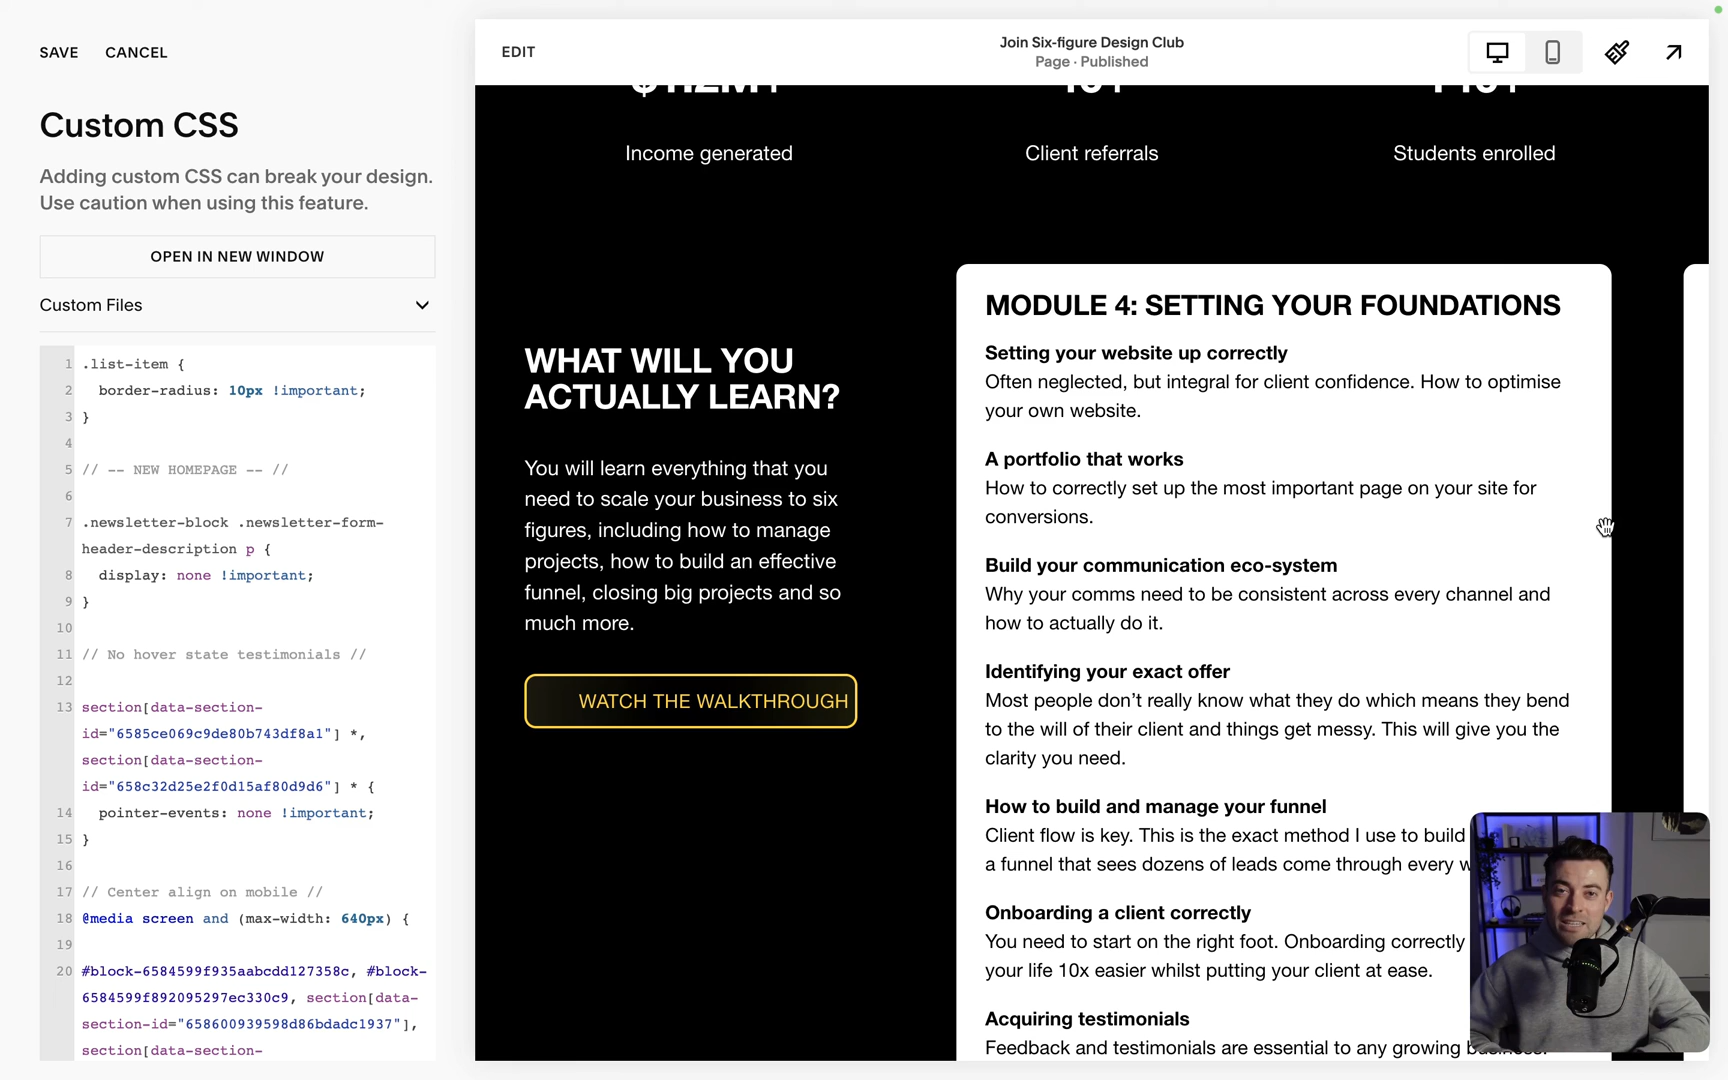 SAVE CANCEL
Custom CSS
Adding custom CSS can break your design.
Use caution when using this feature.
OPEN IN NEW WINDOW
Custom Files
1 .list-item {
2 border-radius: 10px !important;
3 }
4
5 // -- NEW HOMEPAGE -- //
6
7 .newsletter-block .newsletter-form-
header-description p {
8 display: none !important;
9 }
10
11 // No hover state testimonials //
12
13 section[data-section-
id="6585ce069c9de80b743df8a1"] *,
section[data-section-
id="658c32d25e2f0d15af80d9d6"] * {
14 pointer-events: none !important;
15 }
16
17 // Center align on mobile //
18 @media screen and (max-width: 640px) {
19
20 #block-6584599f935aabcdd127358c, #block-
6584599f892095297ec330c9, section[data-
section-id="658600939598d86bdadc1937"],
section[data-section-
EDIT
Join Six-figure Design Club
Page · Published
Income generated
Client referrals
Students enrolled
WHAT WILL YOU
ACTUALLY LEARN?
You will learn everything that you
need to scale your business to six
figures, including how to manage
projects, how to build an effective
funnel, closing big projects and so
much more.
WATCH THE WALKTHROUGH
MODULE 4: SETTING YOUR FOUNDATIONS
Setting your website up correctly
Often neglected, but integral for client confidence. How to optimise
your own website.
A portfolio that works
How to correctly set up the most important page on your site for
conversions.
Build your communication eco-system
Why your comms need to be consistent across every channel and
how to actually do it.
Identifying your exact offer
Most people don’t really know what they do which means they bend
to the will of their client and things get messy. This will give you the
clarity you need.
How to build and manage your funnel
Client flow is key. This is the exact method I use to build
a funnel that sees dozens of leads come through every
Onboarding a client correctly
You need to start on the right foot. Onboarding correctly
your life 10x easier whilst putting your client at ease.
Acquiring testimonials
Feedback and testimonials are essential to any growing